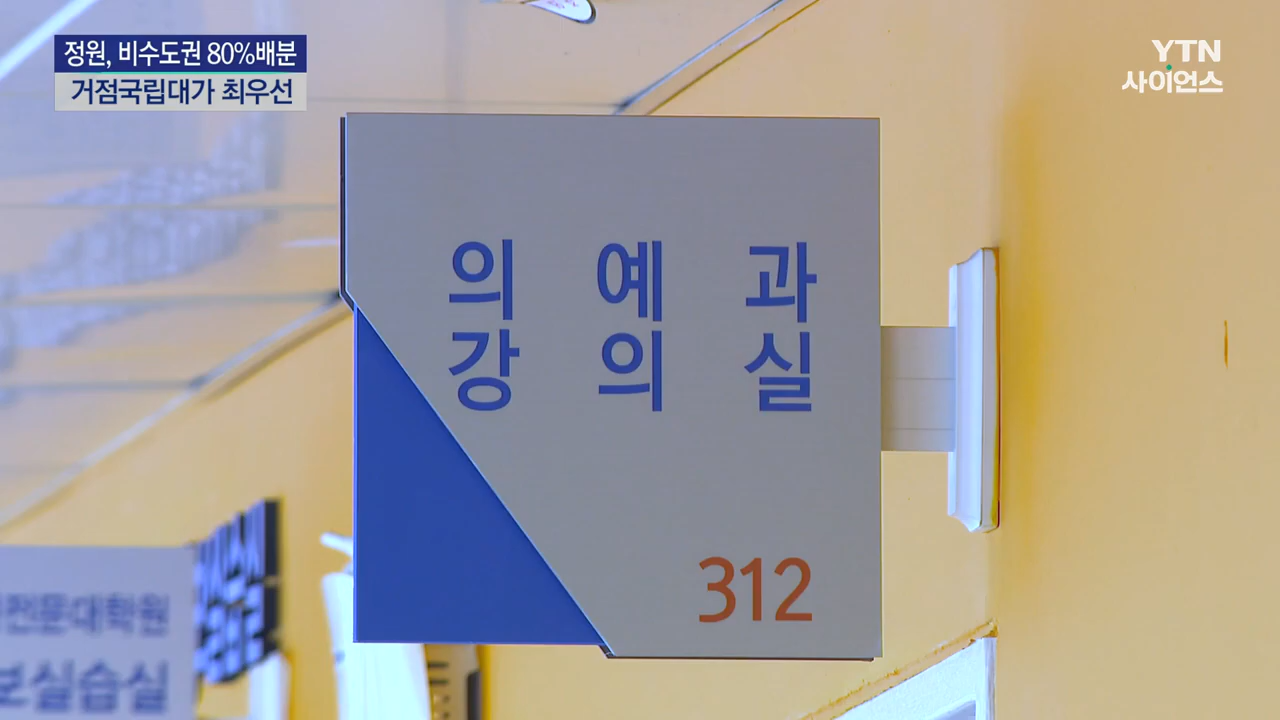 정원, 비수도권 80%배분
거점국립대가 최우선
YTN
사이언스
의 예 과
강 의 실
312
전문대학원
보실습실